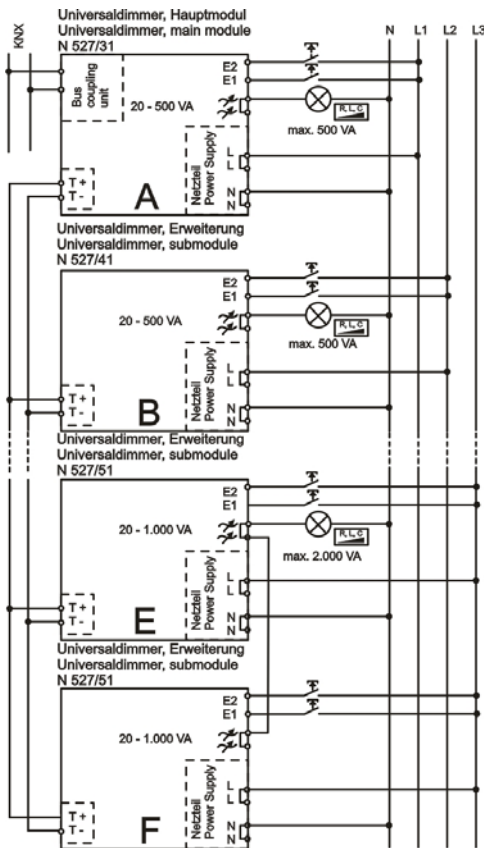 Universaldimmer, Hauptmodul
Universaldimmer, main module
N 527/31
KNX
N L1 L2 L3
Bus coupling unit
20 - 500 VA
E2
E1
R, L, C
max. 500 VA
L
L
Netzteil
Power Supply
N
N
T+
T-
A
Universaldimmer, Erweiterung
Universaldimmer, submodule
N 527/41
20 - 500 VA
E2
E1
R, L, C
max. 500 VA
L
L
Netzteil
Power Supply
N
N
T+
T-
B
Universaldimmer, Erweiterung
Universaldimmer, submodule
N 527/51
20 - 1.000 VA
E2
E1
R, L, C
max. 2.000 VA
L
L
Netzteil
Power Supply
N
N
T+
T-
E
Universaldimmer, Erweiterung
Universaldimmer, submodule
N 527/51
20 - 1.000 VA
E2
E1
L
L
Netzteil
Power Supply
N
N
T+
T-
F